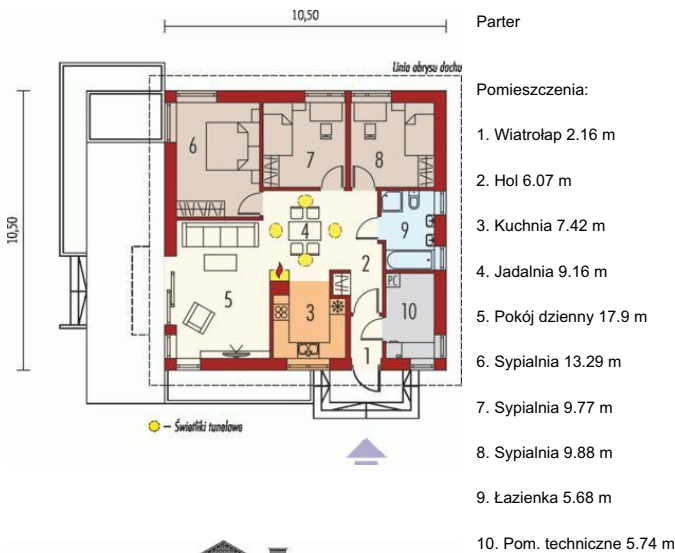 10,50
Parter
Linia obrysu dachu
Pomieszczenia:
1. Wiatrołap 2.16 m
2. Hol 6.07 m
3. Kuchnia 7.42 m
4. Jadalnia 9.16 m
5. Pokój dzienny 17.9 m
6. Sypialnia 13.29 m
7. Sypialnia 9.77 m
8. Sypialnia 9.88 m
9. Łazienka 5.68 m
10. Pom. techniczne 5.74 m
10,50
6
7
8
4
9
2
5
3
PC
10
1
– Świetliki tunelowe